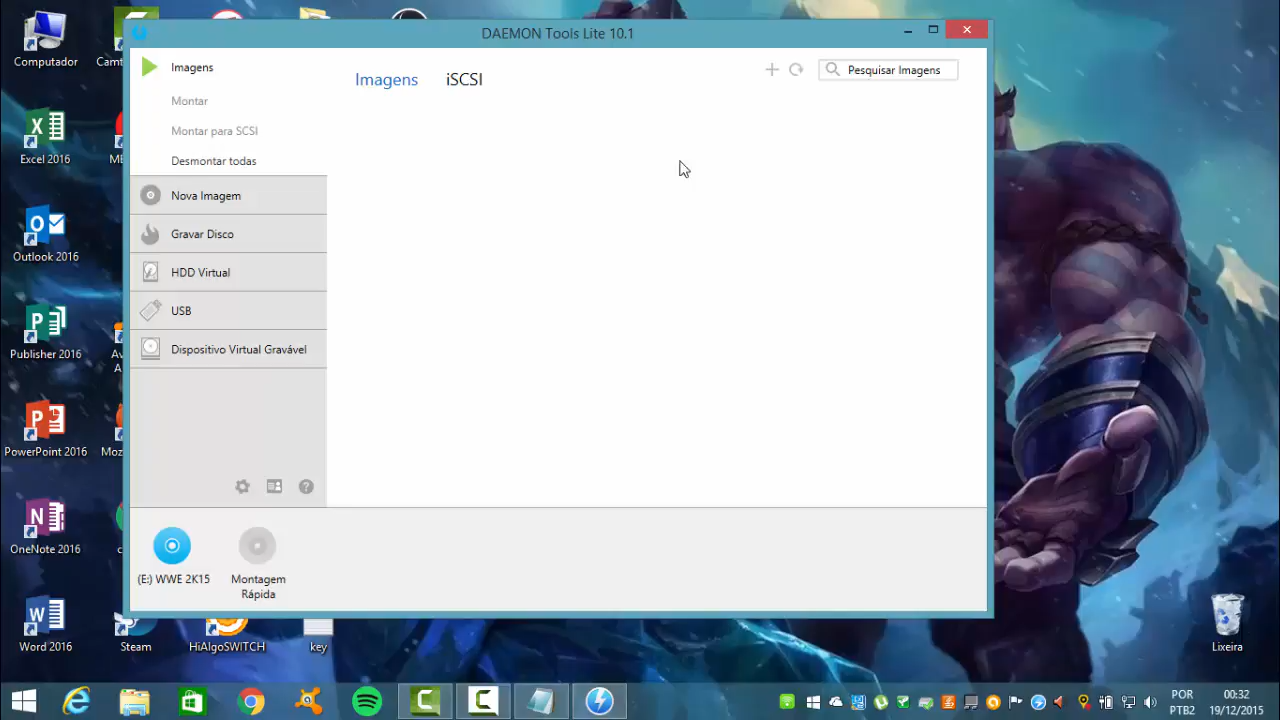 DAEMON Tools Lite 10.1
Imagens
Montar
Montar para SCSI
Desmontar todas
Nova Imagem
Gravar Disco
HDD Virtual
USB
Dispositivo Virtual Gravável
Imagens
iSCSI
Pesquisar Imagens
(E:) WWE 2K15
Montagem
Rápida
Computador
Excel 2016
Outlook 2016
Publisher 2016
PowerPoint 2016
OneNote 2016
Word 2016
Steam
HiAlgoSWITCH
key
Lixeira
POR
PTB2
00:32
19/12/2015